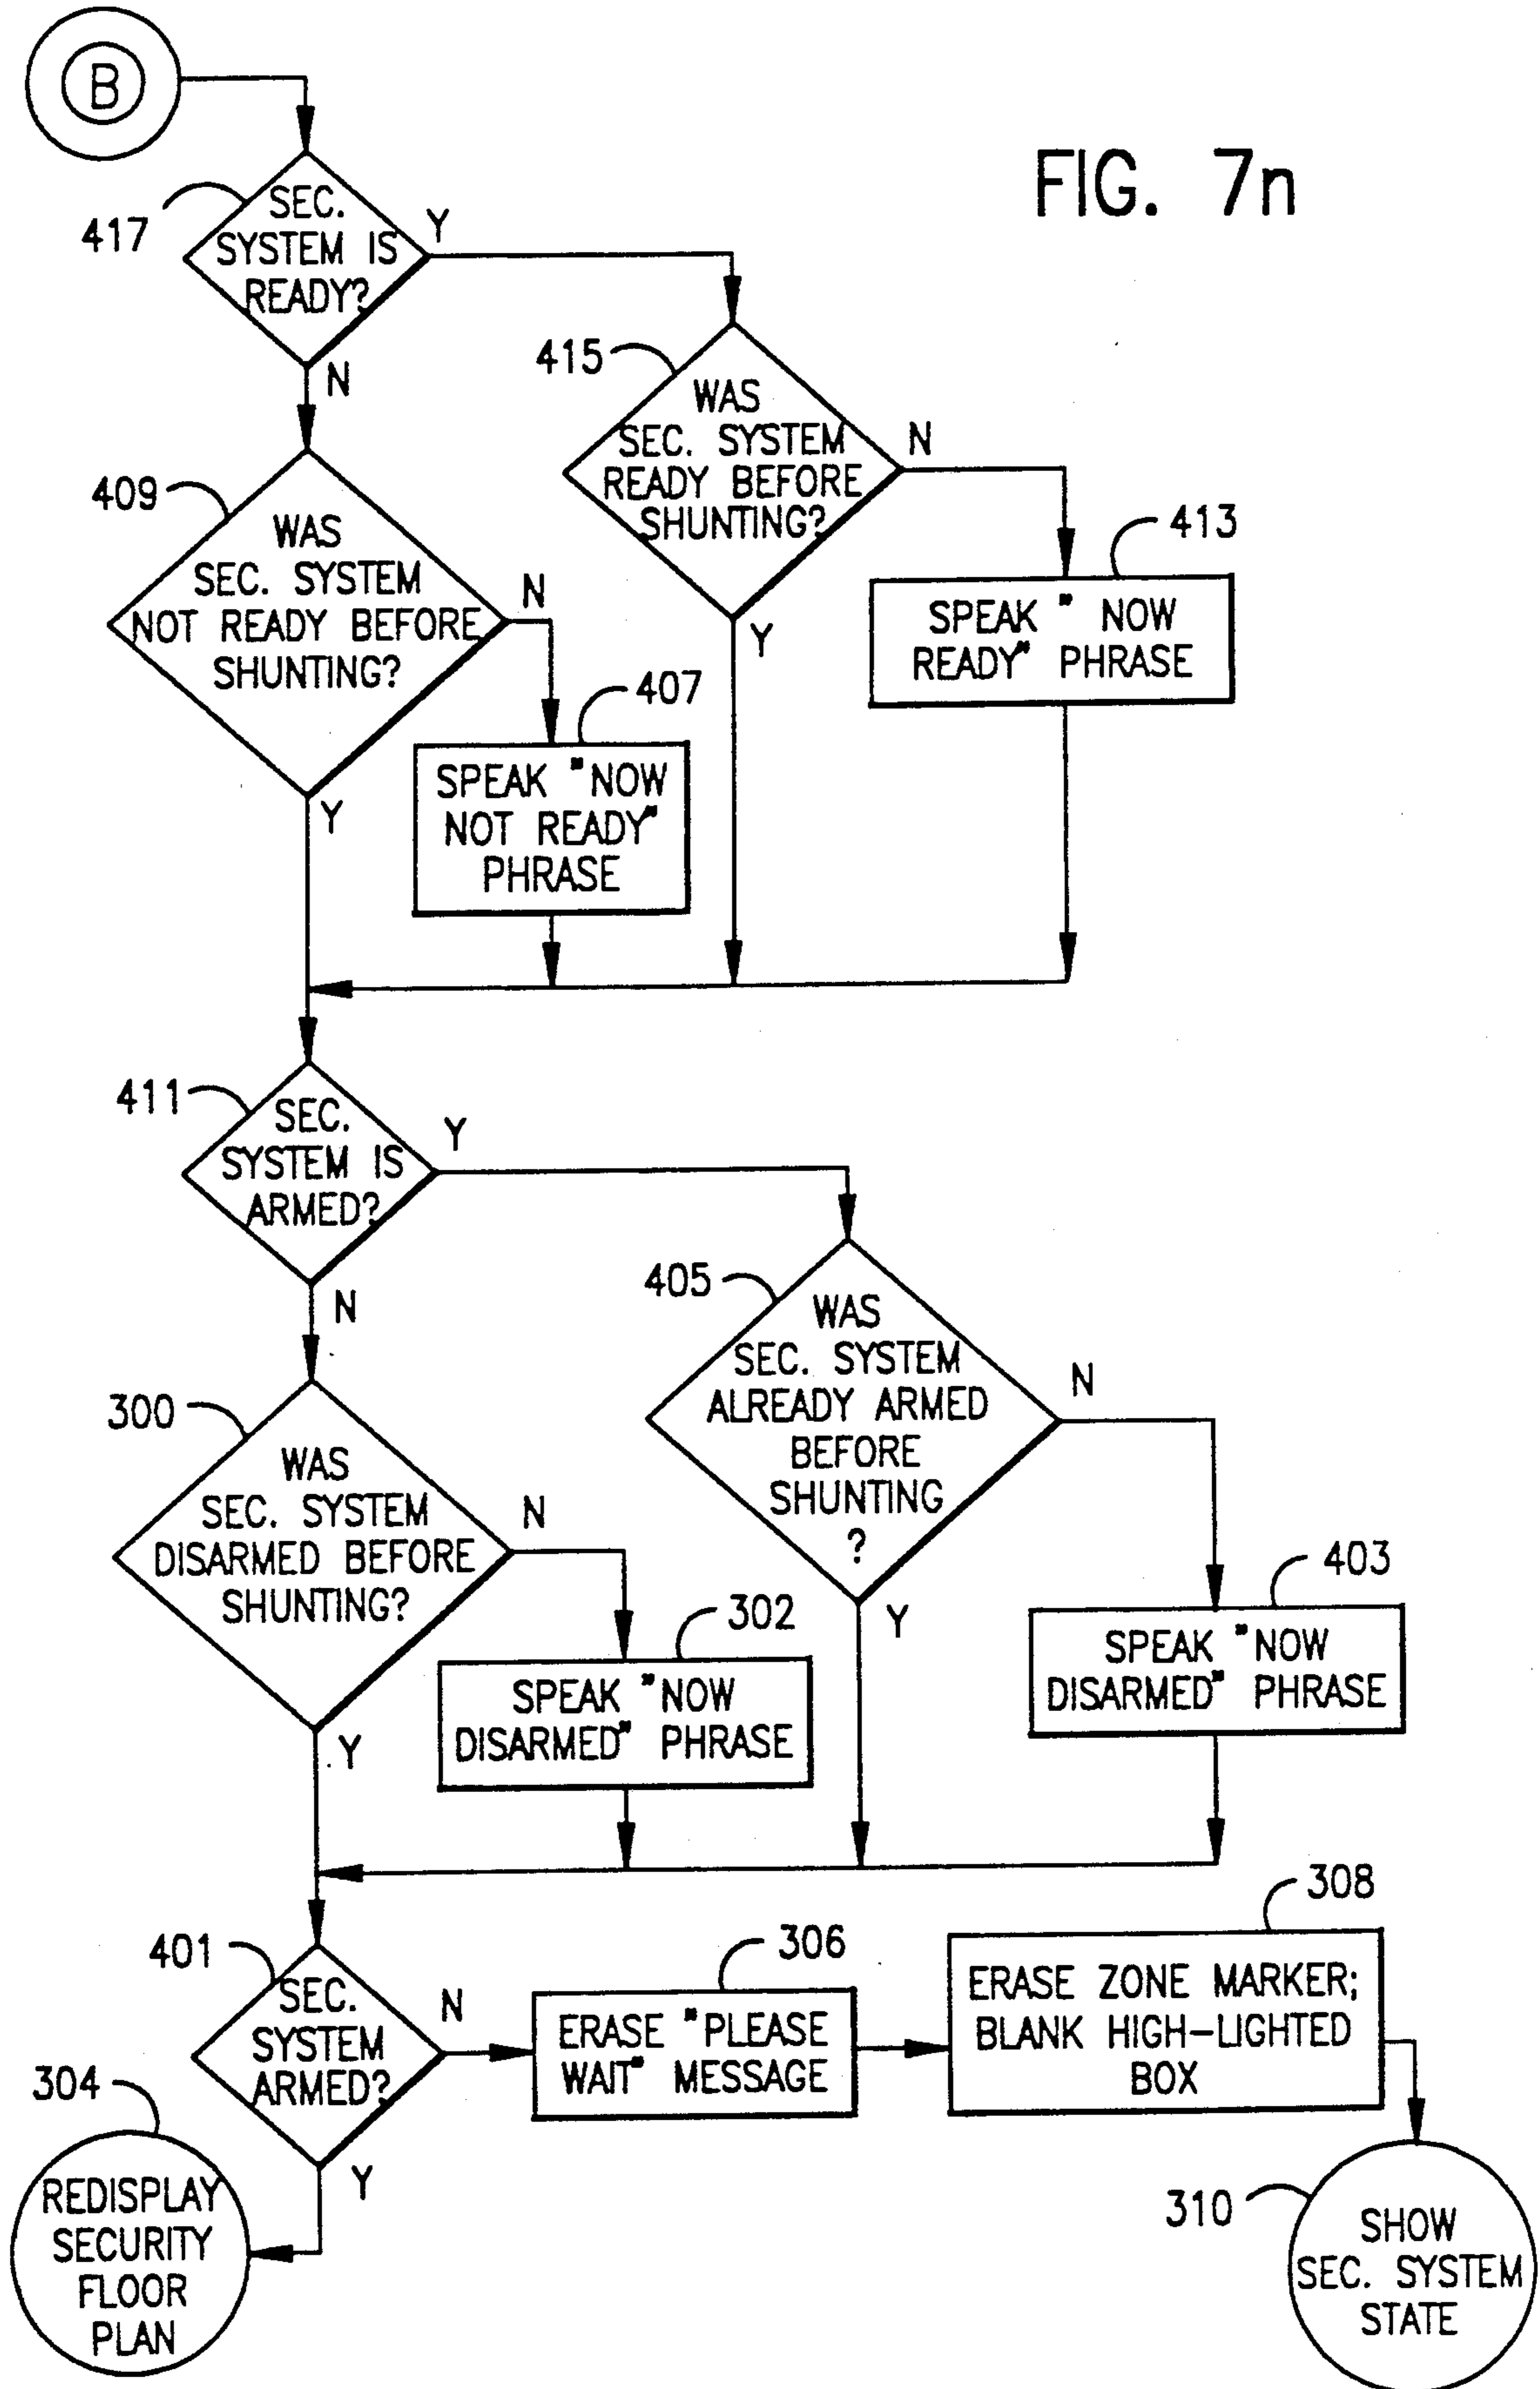 B
FIG. 7n
417
SEC.
SYSTEM IS
READY?
Y
N
415
WAS
SEC. SYSTEM
READY BEFORE
SHUNTING?
N
Y
413
SPEAK " NOW
READY" PHRASE
409
WAS
SEC. SYSTEM
NOT READY BEFORE
SHUNTING?
N
Y
407
SPEAK "NOW
NOT READY"
PHRASE
411
SEC.
SYSTEM IS
ARMED?
Y
N
405
WAS
SEC. SYSTEM
ALREADY ARMED
BEFORE
SHUNTING
?
N
Y
403
SPEAK "NOW
DISARMED" PHRASE
300
WAS
SEC. SYSTEM
DISARMED BEFORE
SHUNTING?
N
Y
302
SPEAK "NOW
DISARMED" PHRASE
401
SEC.
SYSTEM
ARMED?
N
Y
306
ERASE "PLEASE
WAIT" MESSAGE
308
ERASE ZONE MARKER;
BLANK HIGH-LIGHTED
BOX
304
REDISPLAY
SECURITY
FLOOR
PLAN
310
SHOW
SEC. SYSTEM
STATE